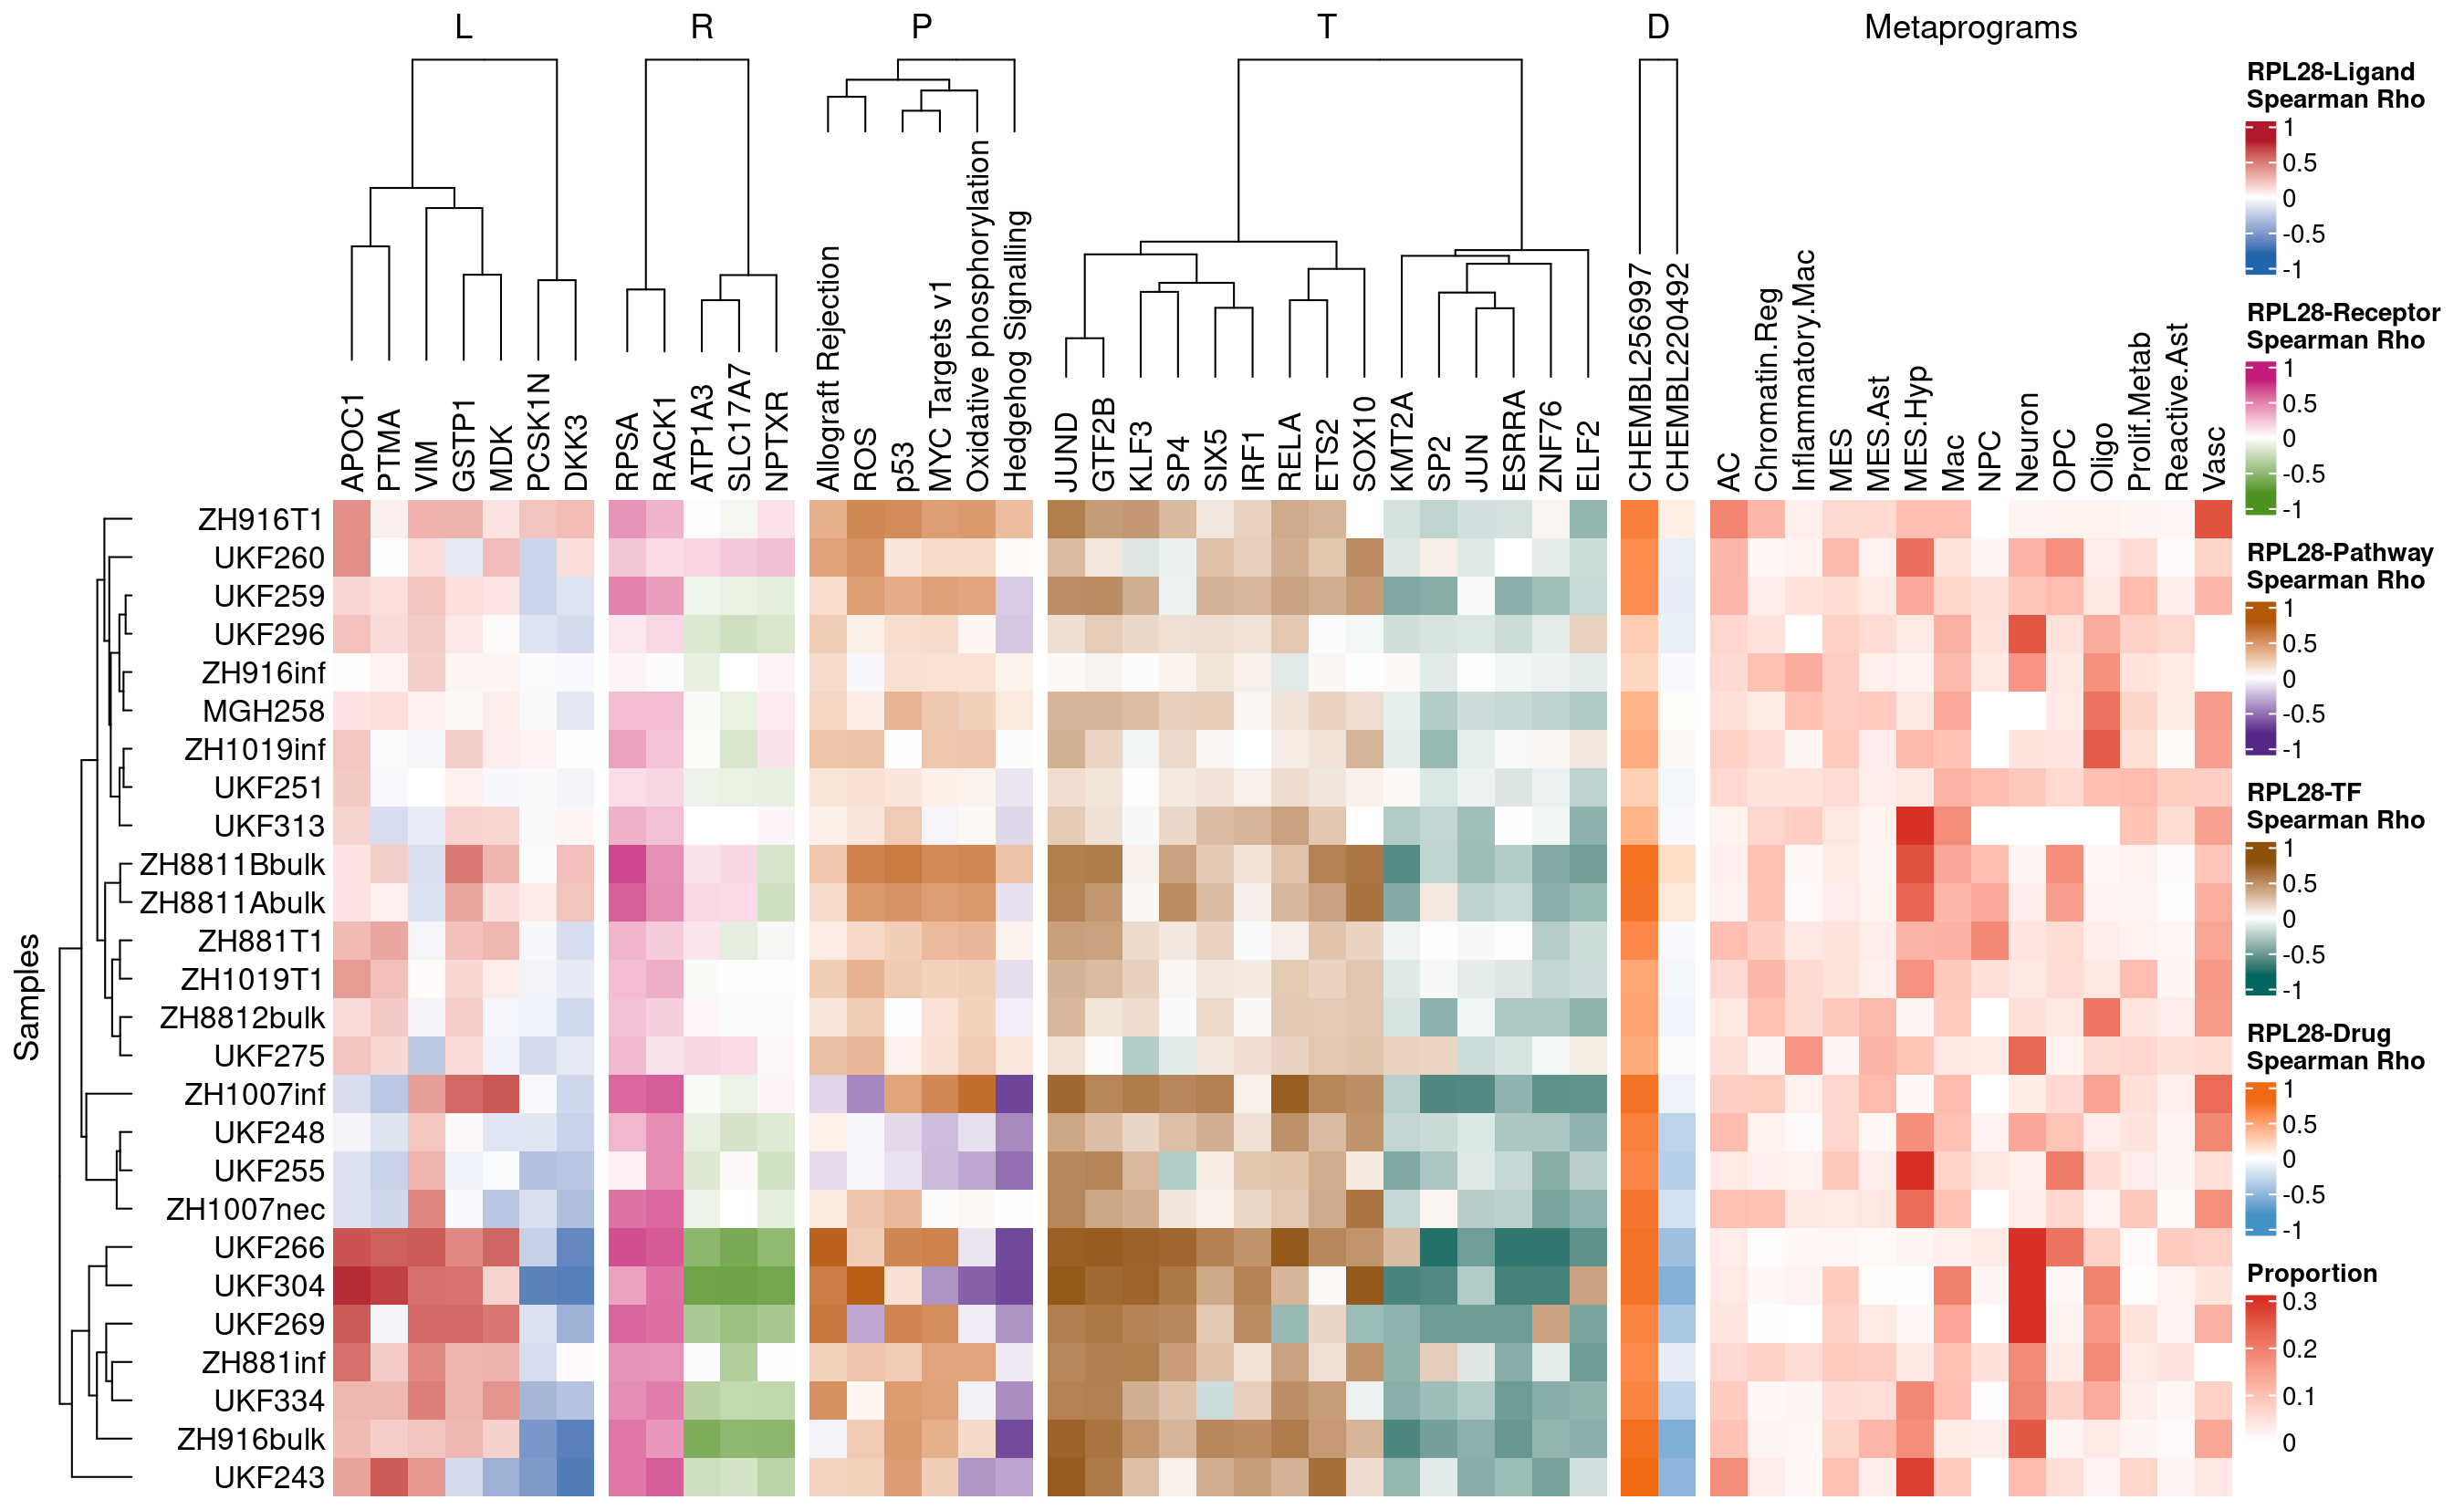 L
R
P
T
D
Metaprograms
APOC1
PTMA
VIM
GSTP1
MDK
PCSK1N
DKK3
RPSA
RACK1
ATP1A3
SLC17A7
NPTXR
Allograft Rejection
ROS
p53
MYC Targets v1
Oxidative phosphorylation
Hedgehog Signalling
JUND
GTF2B
KLF3
SP4
SIX5
IRF1
RELA
ETS2
SOX10
KMT2A
SP2
JUN
ESRRA
ZNF76
ELF2
CHEMBL256997
CHEMBL220492
AC
Chromatin.Reg
Inflammatory.Mac
MES
MES.Ast
MES.Hyp
Mac
NPC
Neuron
OPC
Oligo
Prolif.Metab
Reactive.Ast
Vasc
Samples
ZH916T1
UKF260
UKF259
UKF296
ZH916inf
MGH258
ZH1019inf
UKF251
UKF313
ZH8811Bbulk
ZH8811Abulk
ZH881T1
ZH1019T1
ZH8812bulk
UKF275
ZH1007inf
UKF248
UKF255
ZH1007nec
UKF266
UKF304
UKF269
ZH881inf
UKF334
ZH916bulk
UKF243
RPL28-Ligand
Spearman Rho
1
0.5
0
-0.5
-1
RPL28-Receptor
Spearman Rho
1
0.5
0
-0.5
-1
RPL28-Pathway
Spearman Rho
1
0.5
0
-0.5
-1
RPL28-TF
Spearman Rho
1
0.5
0
-0.5
-1
RPL28-Drug
Spearman Rho
1
0.5
0
-0.5
-1
Proportion
0.3
0.2
0.1
0